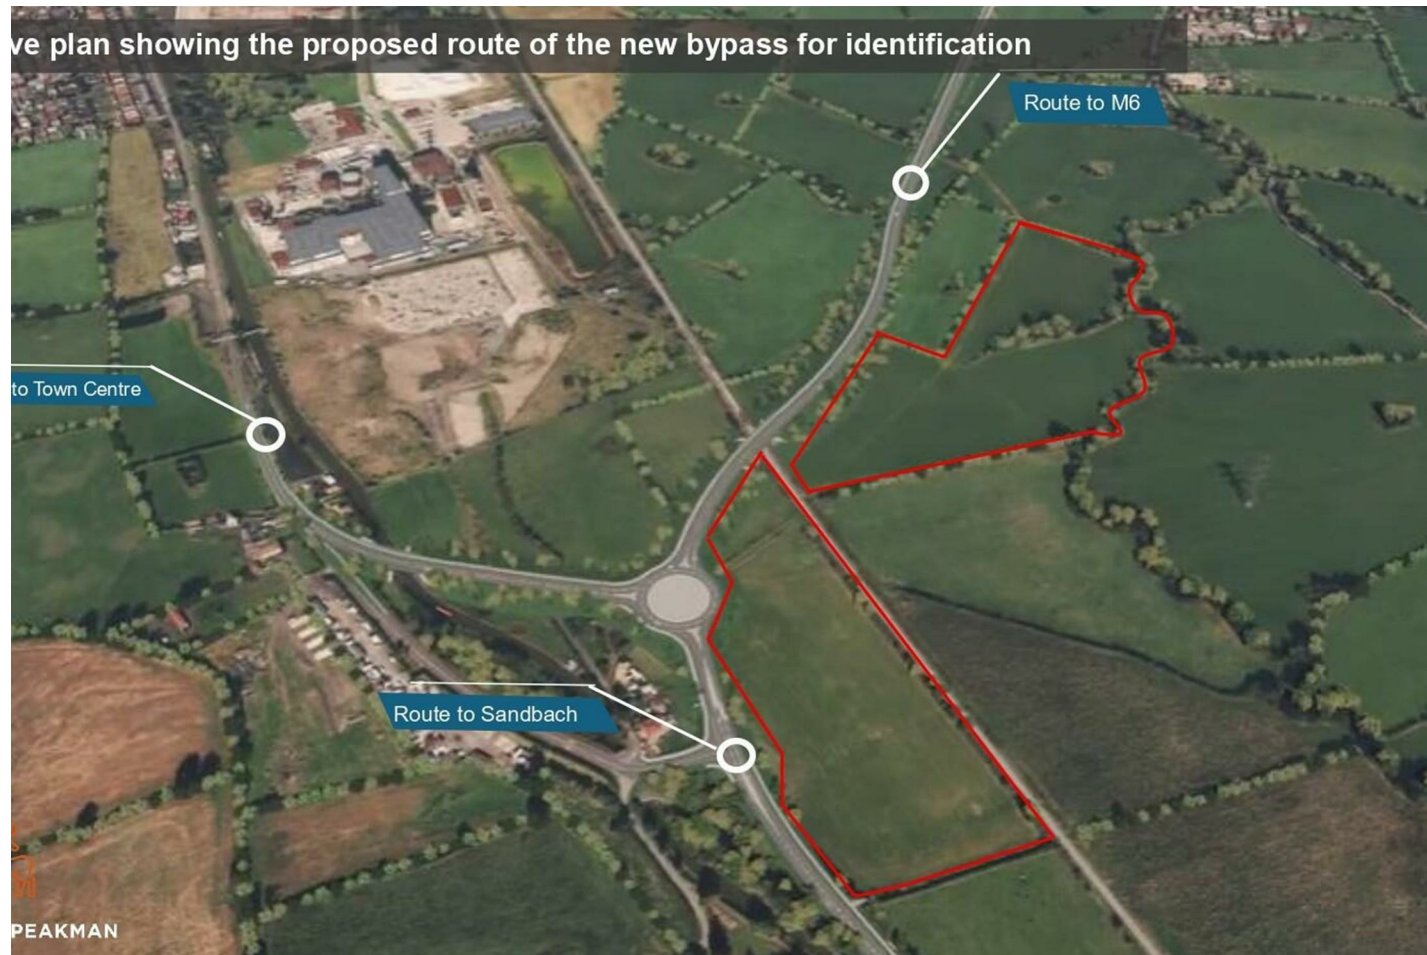 ve plan showing the proposed route of the new bypass for identification
Route to M6
to Town Centre
Route to Sandbach
PEAKMAN